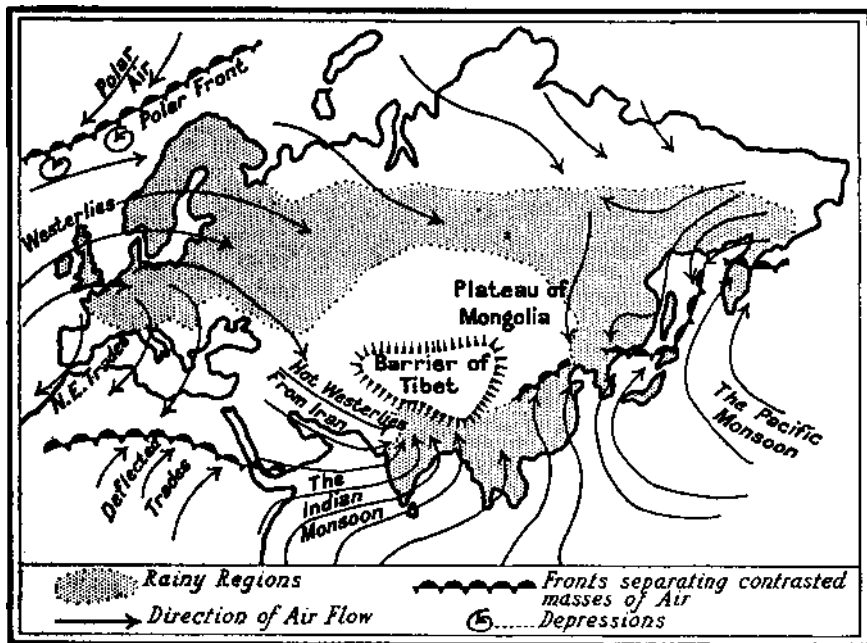 Polar
Air
Polar Front
Westerlies
Plateau of
Mongolia
Barrier of
Tibet
N.E. Trades
Hot Westerlies
From Iran
The Pacific
Monsoon
Deflected
Trades
The
Indian
Monsoon
Rainy Regions
Fronts separating contrasted
masses of Air
Direction of Air Flow
Depressions